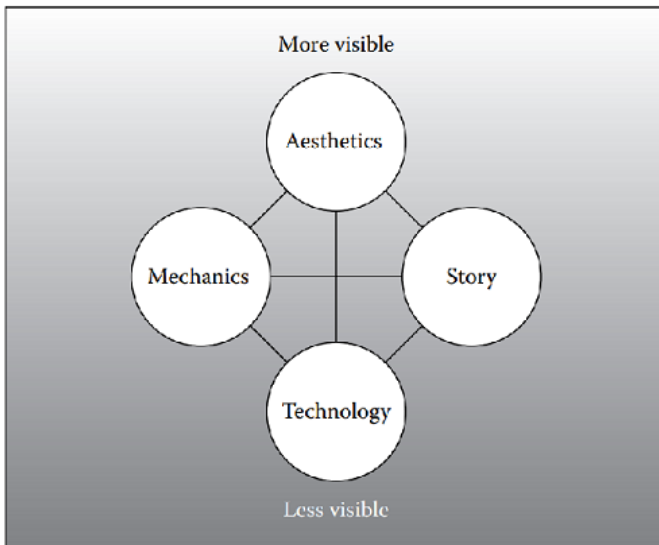 More visible
Aesthetics
Mechanics
Story
Technology
Less visible